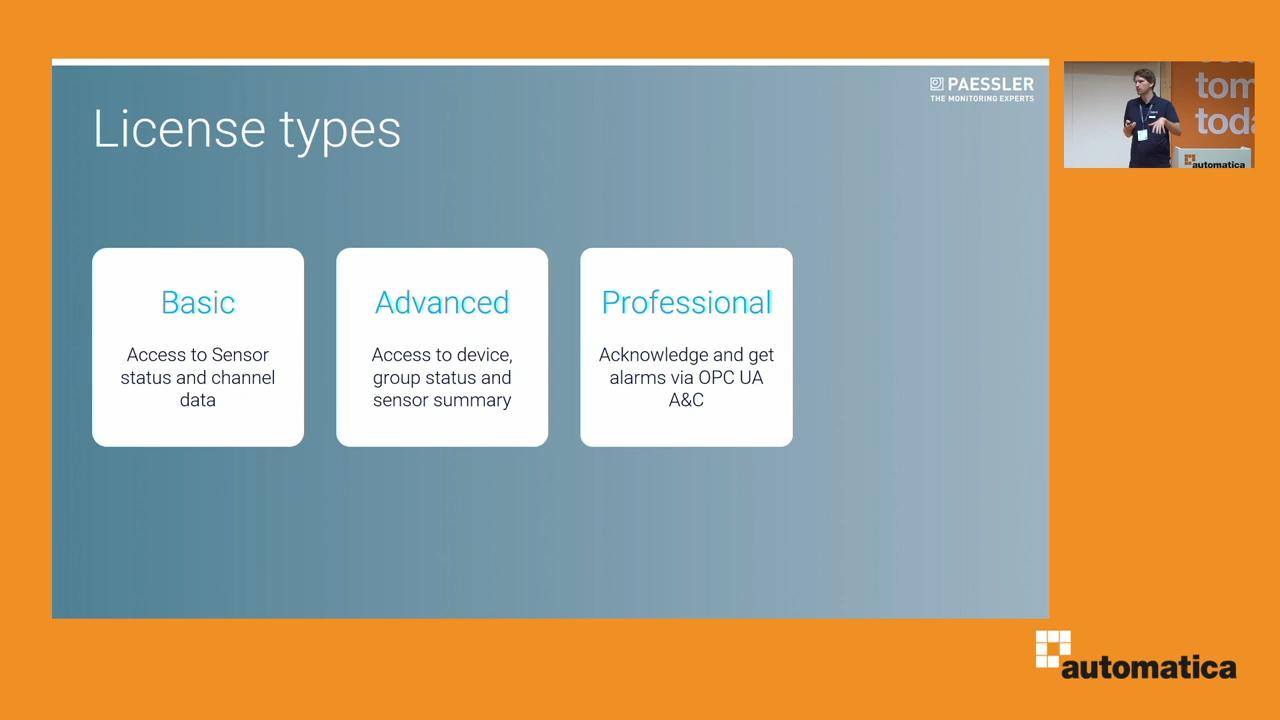 PAESSLER
THE MONITORING EXPERTS
License types
Basic
Access to Sensor
status and channel
data
Advanced
Access to device,
group status and
sensor summary
Professional
Acknowledge and get
alarms via OPC UA
A&C
tom
toda
automatica
automatica